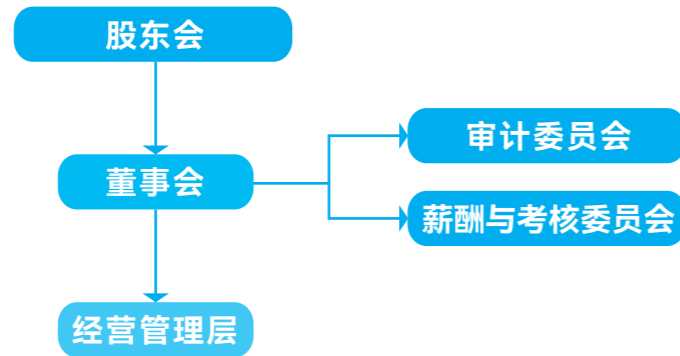 股东会
审计委员会
董事会
薪酬与考核委员会
经营管理层